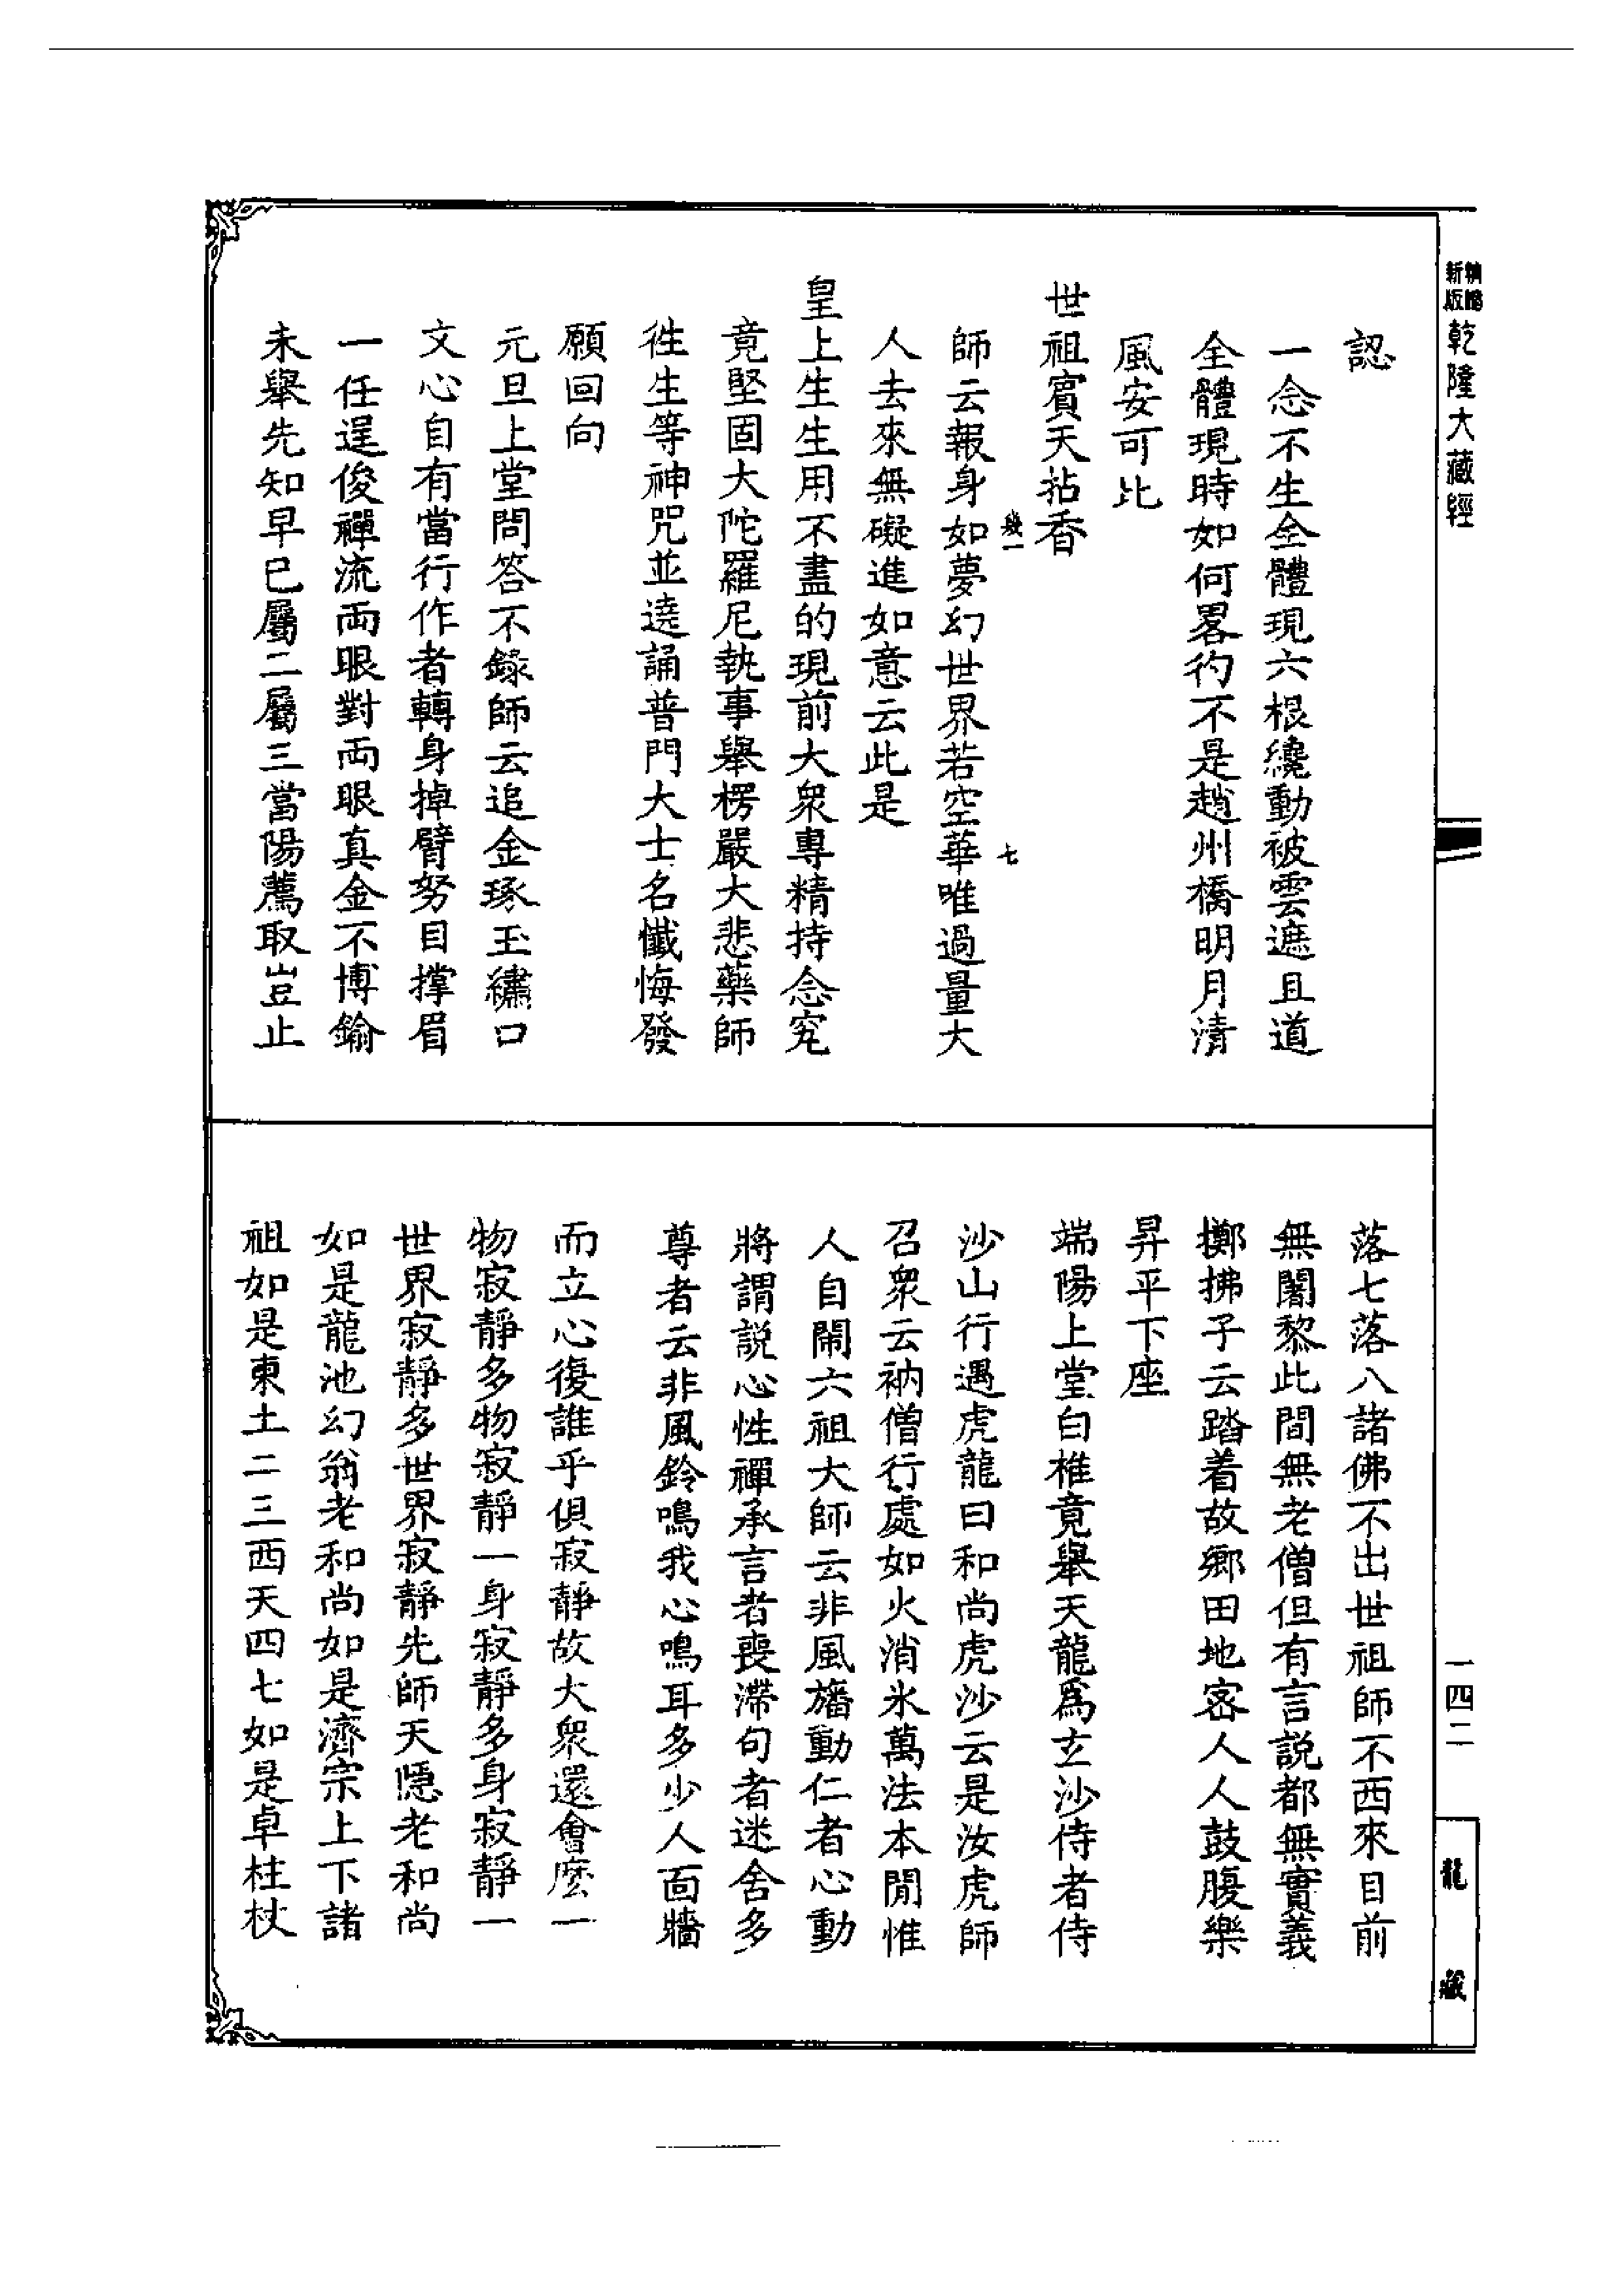 精縮新版
乾隆大藏經
認
一念不生全體現六根纔動被雲遮且道
全體現時如何畧彴不是趙州橋明月清
風安可比
世祖賓天拈香
幾一
七
師云報身如夢幻世界若空華唯過量大
人去來無礙進如意云此是
皇上生生用不盡的現前大衆專精持念究
竟堅固大陀羅尼執事舉楞嚴大悲藥師
徃生等神咒並遶誦普門大士名懺悔發
願回向
元旦上堂問答不錄師云追金琢玉繡口
文心自有當行作者轉身掉臂努目撑眉
一任逞俊禪流両眼對両眼真金不博鍮
未舉先知早已屬二屬三當陽薦取豈止
落七落八諸佛不出世祖師不西來目前
無闍黎此間無老僧但有言説都無實義
擲拂子云踏着故鄉田地密人人鼓腹樂
昇平下座
端陽上堂白椎竟舉天龍爲玄沙侍者侍
沙山行遇虎龍曰和尚虎沙云是汝虎師
召衆云衲僧行處如火消氷萬法本閒惟
人自鬧六祖大師云非風旛動仁者心動
將謂説心性禪承言者喪滯句者迷舍多
尊者云非風鈴鳴我心鳴耳多少人面牆
而立心復誰乎俱寂靜故大衆還會麽一
物寂靜多物寂靜一身寂靜多身寂靜一
世界寂靜多世界寂靜先師天隱老和尚
如是龍池幻翁老和尚如是濟宗上下諸
祖如是東土二三西天四七如是卓柱杖
一四二
龍藏